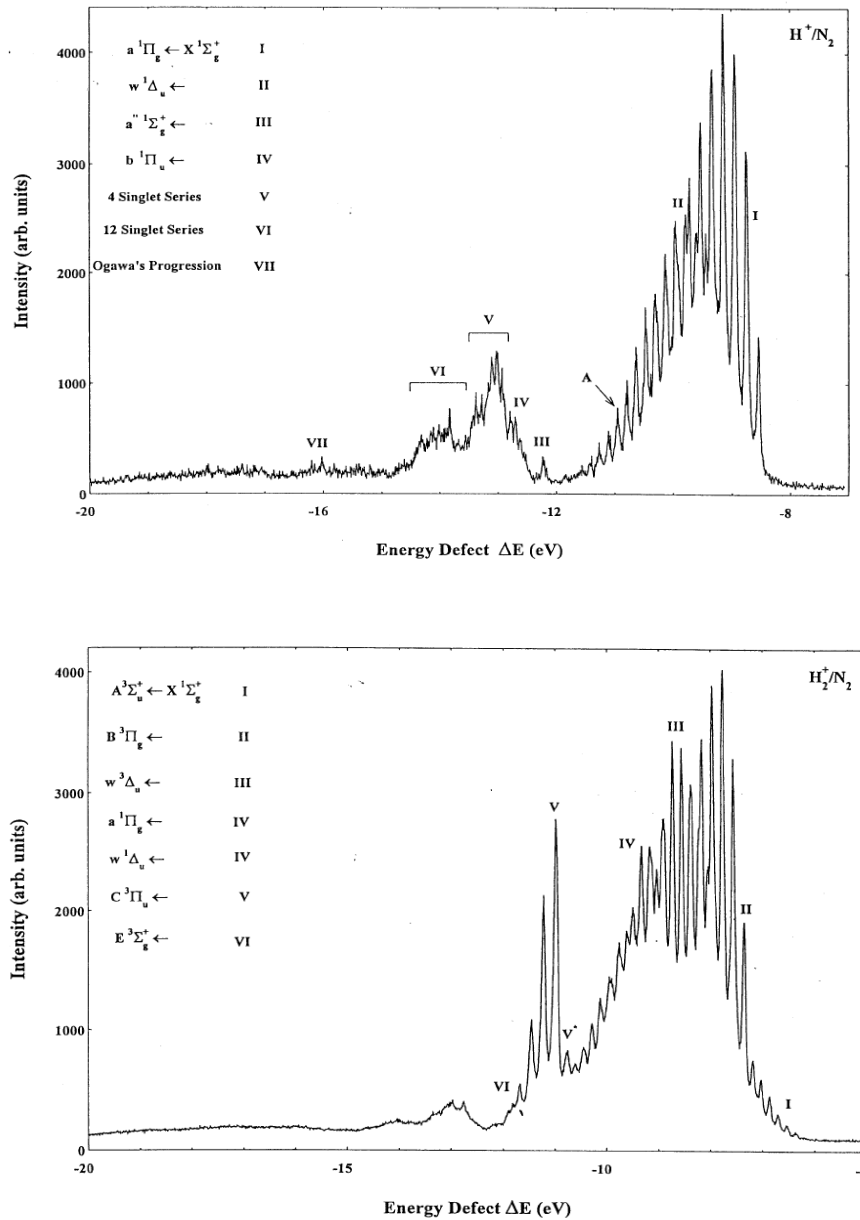 H⁺/N₂
a ¹Πg ← X ¹Σg⁺ I
w ¹Δu ← II
a" ¹Σg⁺ ← III
b ¹Πu ← IV
4 Singlet Series V
12 Singlet Series VI
Ogawa's Progression VII
Intensity (arb. units)
4000
3000
2000
1000
0
VII
VI
V
IV
III
A
II
I
-20 -16 -12 -8
Energy Defect ΔE (eV)
H₂⁺/N₂
A ³Σu⁺ ← X ¹Σg⁺ I
B ³Πg ← II
w ³Δu ← III
a ¹Πg ← IV
w ¹Δu ← IV
C ³Πu ← V
E ³Σg⁺ ← VI
Intensity (arb. units)
4000
3000
2000
1000
0
VI
V
V*
IV
III
II
I
-20 -15 -10
Energy Defect ΔE (eV)